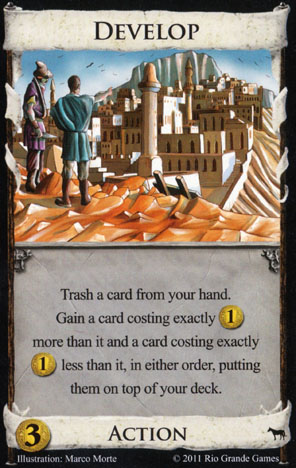 DEVELOP
Trash a card from your hand.
Gain a card costing exactly 1
more than it and a card costing exactly
1 less than it, in either order, putting
them on top of your deck.
3 ACTION
Illustration: Marco Morte © 2011 Rio Grande Games